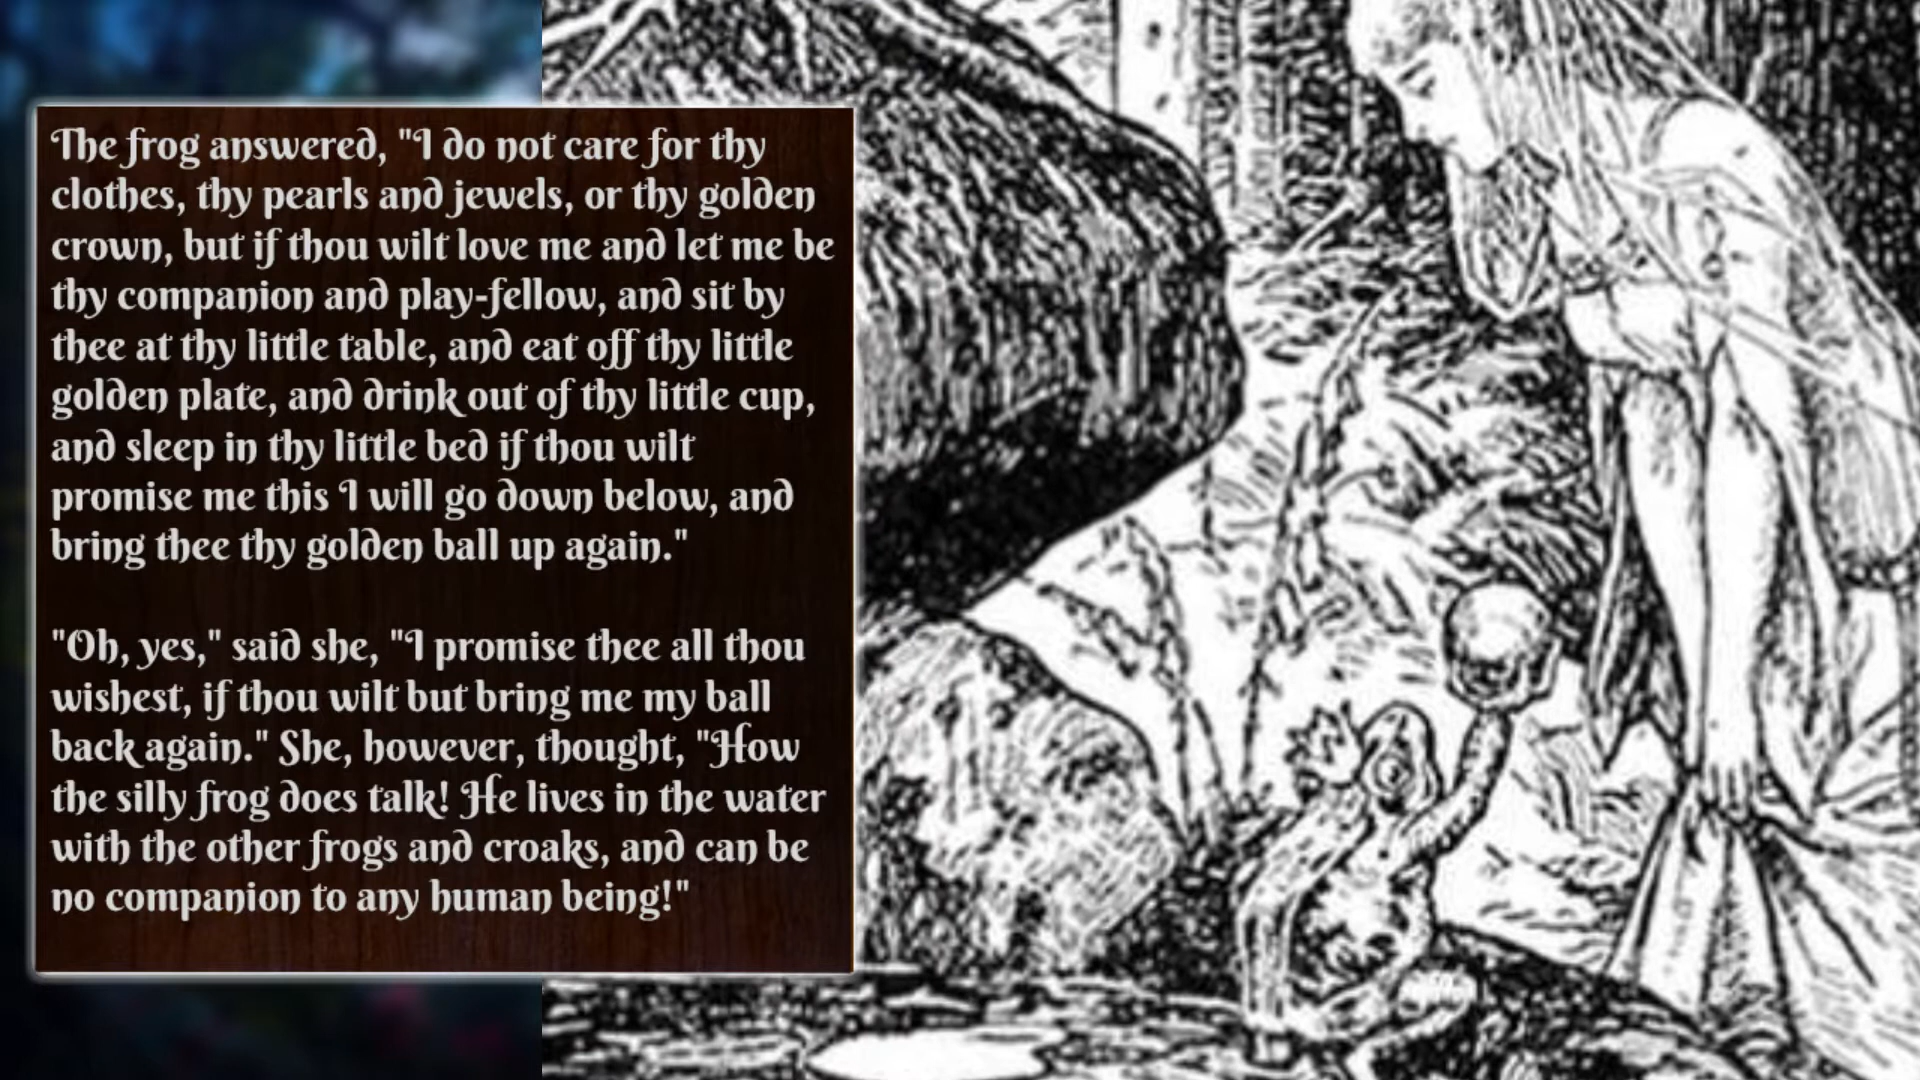 The frog answered, "I do not care for thy
clothes, thy pearls and jewels, or thy golden
crown, but if thou wilt love me and let me be
thy companion and play-fellow, and sit by
thee at thy little table, and eat off thy little
golden plate, and drink out of thy little cup,
and sleep in thy little bed if thou wilt
promise me this I will go down below, and
bring thee thy golden ball up again."
"Oh, yes," said she, "I promise thee all thou
wishest, if thou wilt but bring me my ball
back again." She, however, thought, "How
the silly frog does talk! He lives in the water
with the other frogs and croaks, and can be
no companion to any human being!"